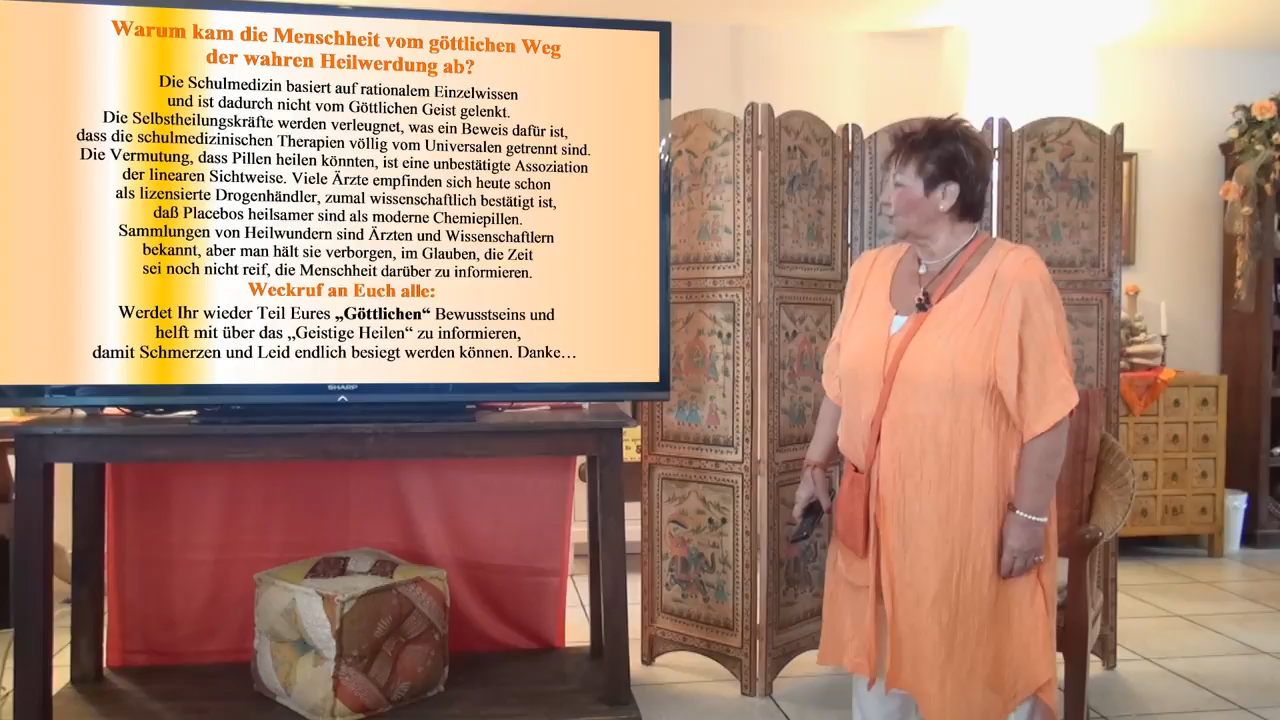 Warum kam die Menschheit vom göttlichen Weg
der wahren Heilwerdung ab?
Die Schulmedizin basiert auf rationalem Einzelwissen
und ist dadurch nicht vom Göttlichen Geist gelenkt.
Die Selbstheilungskräfte werden verleugnet, was ein Beweis dafür ist,
dass die schulmedizinischen Therapien völlig vom Universalen getrennt sind.
Die Vermutung, dass Pillen heilen könnten, ist eine unbestätigte Assoziation
der linearen Sichtweise. Viele Ärzte empfinden sich heute schon
als lizensierte Drogenhändler, zumal wissenschaftlich bestätigt ist,
daß Placebos heilsamer sind als moderne Chemiepillen.
Sammlungen von Heilwundern sind Ärzten und Wissenschaftlern
bekannt, aber man hält sie verborgen, im Glauben, die Zeit
sei noch nicht reif, die Menschheit darüber zu informieren.
Weckruf an Euch alle:
Werdet Ihr wieder Teil Eures „Göttlichen“ Bewusstseins und
helft mit über das „Geistige Heilen“ zu informieren,
damit Schmerzen und Leid endlich besiegt werden können. Danke…
SHARP